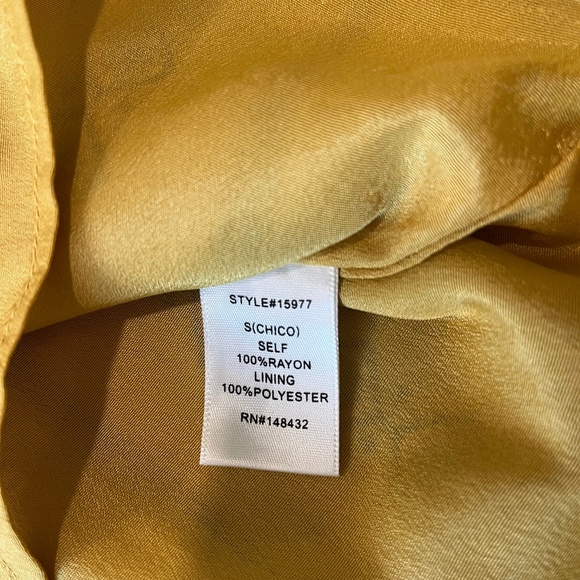 STYLE#15977
S(CHICO)
SELF
100%RAYON
LINING
100%POLYESTER
RN#148432